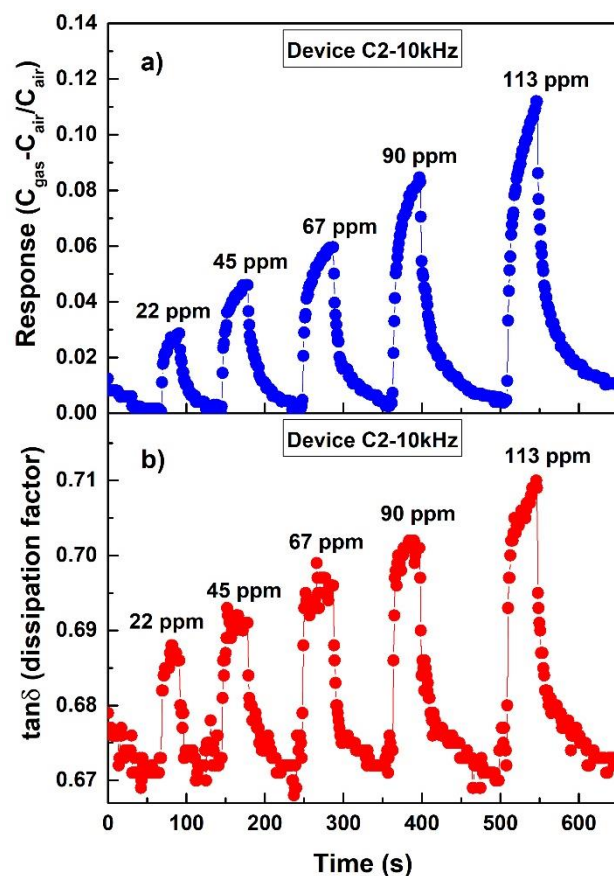 Device C2-10kHz
a)
113 ppm
90 ppm
67 ppm
45 ppm
22 ppm
Response (C_gas-C_air/C_air)
0.14
0.12
0.10
0.08
0.06
0.04
0.02
0.00
Device C2-10kHz
b)
113 ppm
90 ppm
67 ppm
45 ppm
22 ppm
tanδ (dissipation factor)
0.71
0.70
0.69
0.68
0.67
0 100 200 300 400 500 600
Time (s)